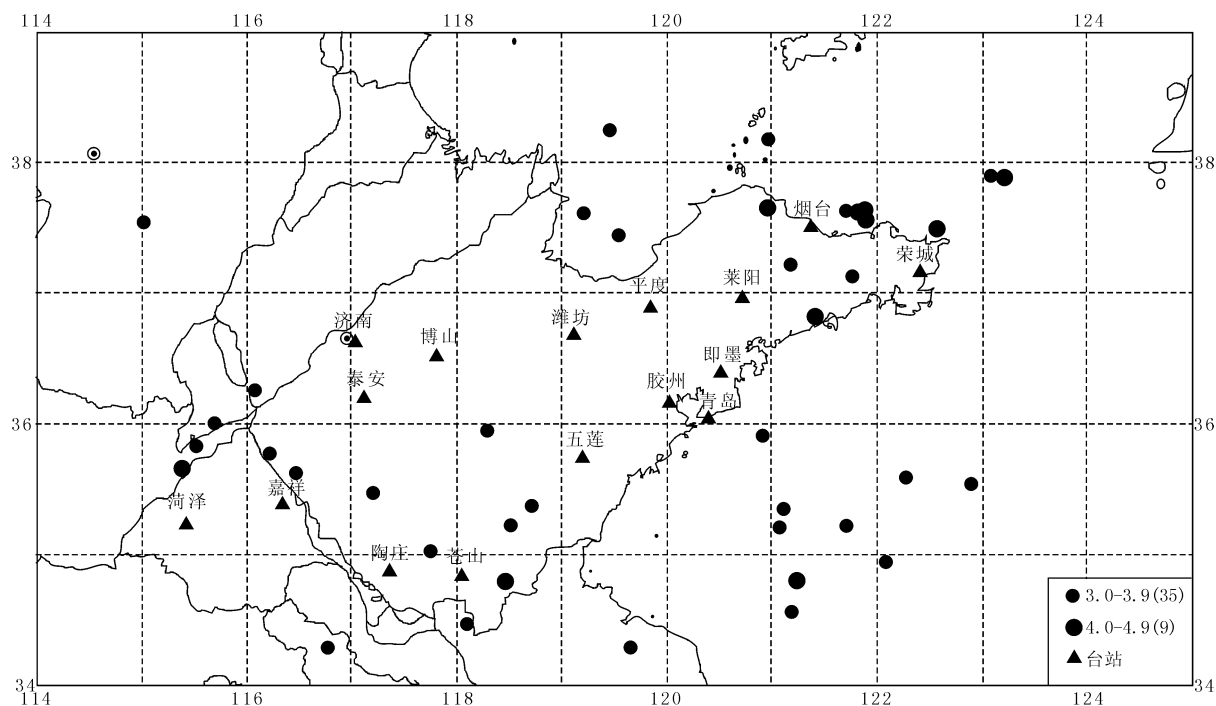 114 116 118 120 122 124
38 38
烟台
荣城
莱阳
平度
潍坊
济南
博山
即墨
泰安
胶州
青岛
36 36
五莲
嘉祥
菏泽
陶庄
苍山
3.0-3.9(35)
4.0-4.9(9)
台站
34 34
114 116 118 120 122 124